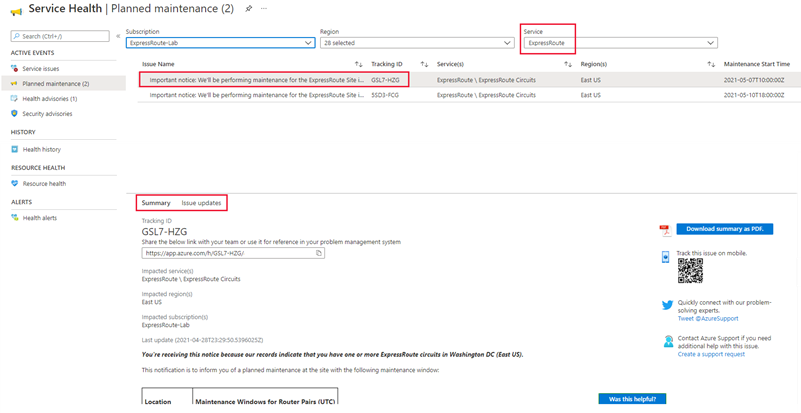 Service Health | Planned maintenance (2)
Search (Ctrl+/)
«
ACTIVE EVENTS
Service issues
Planned maintenance (2)
Health advisories (1)
Security advisories
HISTORY
Health history
RESOURCE HEALTH
Resource health
ALERTS
Health alerts
Subscription
ExpressRoute-Lab
Region
28 selected
Service
ExpressRoute
Issue Name
Tracking ID
Service(s)
Region(s)
Maintenance Start Time
Important notice: We'll be performing maintenance for the ExpressRoute Site i... GSL7-HZG ExpressRoute \ ExpressRoute Circuits East US 2021-05-07T10:00:00Z
Important notice: We'll be performing maintenance for the ExpressRoute Site i... 5SD3-FCG ExpressRoute \ ExpressRoute Circuits East US 2021-05-10T18:00:00Z
Summary Issue updates
Tracking ID
GSL7-HZG
Share the below link with your team or use it for reference in your problem management system
https://app.azure.com/h/GSL7-HZG/
Impacted service(s)
ExpressRoute \ ExpressRoute Circuits
Impacted region(s)
East US
Impacted subscription(s)
ExpressRoute-Lab
Last update (2021-04-28T23:29:50.5396025Z)
You're receiving this notice because our records indicate that you have one or more ExpressRoute circuits in Washington DC (East US).
This notification is to inform you of a planned maintenance at the site with the following maintenance window:
Location
Maintenance Windows for Router Pairs (UTC)
PDF
Download summary as PDF.
Track this issue on mobile.
Quickly connect with our problem-
solving experts.
Tweet @AzureSupport
Contact Azure Support if you need
additional help with this issue.
Create a support request
Was this helpful?